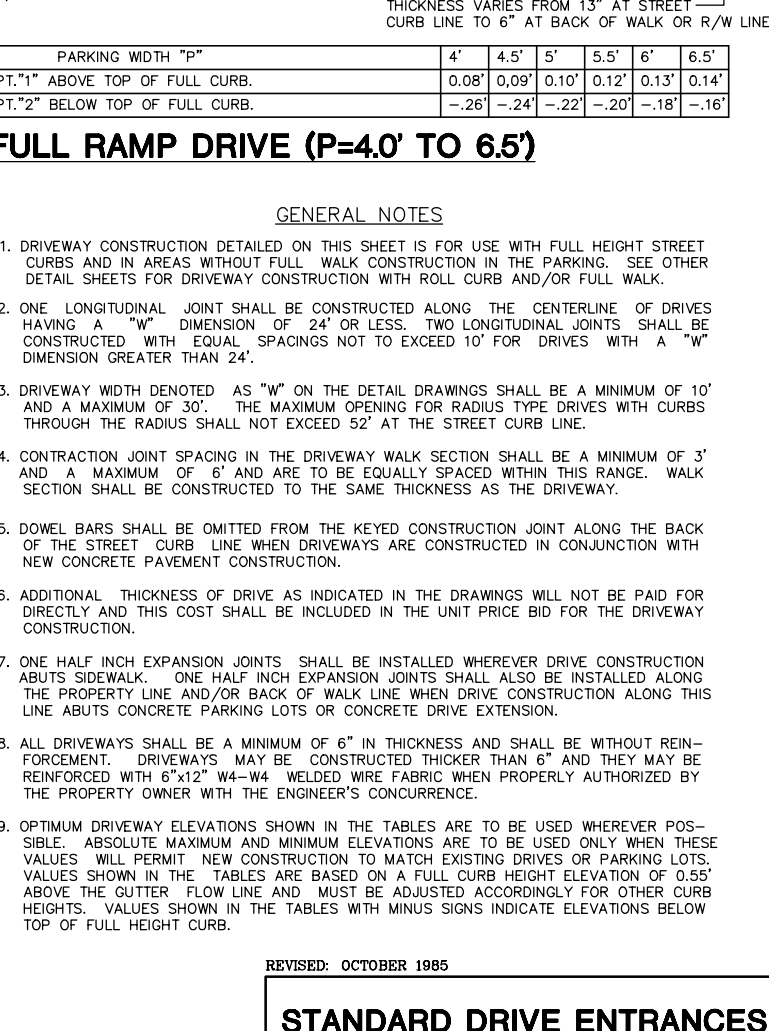 THICKNESS VARIES FROM 13" AT STREET
CURB LINE TO 6" AT BACK OF WALK OR R/W LINE
PARKING WIDTH "P" 4' 4.5' 5' 5.5' 6' 6.5'
PT."1" ABOVE TOP OF FULL CURB. 0.08' 0,09' 0.10' 0.12' 0.13' 0.14'
PT."2" BELOW TOP OF FULL CURB. -.26' -.24' -.22' -.20' -.18' -.16'
FULL RAMP DRIVE (P=4.0' TO 6.5')
GENERAL NOTES
1. DRIVEWAY CONSTRUCTION DETAILED ON THIS SHEET IS FOR USE WITH FULL HEIGHT STREET
CURBS AND IN AREAS WITHOUT FULL WALK CONSTRUCTION IN THE PARKING. SEE OTHER
DETAIL SHEETS FOR DRIVEWAY CONSTRUCTION WITH ROLL CURB AND/OR FULL WALK.
2. ONE LONGITUDINAL JOINT SHALL BE CONSTRUCTED ALONG THE CENTERLINE OF DRIVES
HAVING A "W" DIMENSION OF 24' OR LESS. TWO LONGITUDINAL JOINTS SHALL BE
CONSTRUCTED WITH EQUAL SPACINGS NOT TO EXCEED 10' FOR DRIVES WITH A "W"
DIMENSION GREATER THAN 24'.
3. DRIVEWAY WIDTH DENOTED AS "W" ON THE DETAIL DRAWINGS SHALL BE A MINIMUM OF 10'
AND A MAXIMUM OF 30'. THE MAXIMUM OPENING FOR RADIUS TYPE DRIVES WITH CURBS
THROUGH THE RADIUS SHALL NOT EXCEED 52' AT THE STREET CURB LINE.
4. CONTRACTION JOINT SPACING IN THE DRIVEWAY WALK SECTION SHALL BE A MINIMUM OF 3'
AND A MAXIMUM OF 6' AND ARE TO BE EQUALLY SPACED WITHIN THIS RANGE. WALK
SECTION SHALL BE CONSTRUCTED TO THE SAME THICKNESS AS THE DRIVEWAY.
5. DOWEL BARS SHALL BE OMITTED FROM THE KEYED CONSTRUCTION JOINT ALONG THE BACK
OF THE STREET CURB LINE WHEN DRIVEWAYS ARE CONSTRUCTED IN CONJUNCTION WITH
NEW CONCRETE PAVEMENT CONSTRUCTION.
6. ADDITIONAL THICKNESS OF DRIVE AS INDICATED IN THE DRAWINGS WILL NOT BE PAID FOR
DIRECTLY AND THIS COST SHALL BE INCLUDED IN THE UNIT PRICE BID FOR THE DRIVEWAY
CONSTRUCTION.
7. ONE HALF INCH EXPANSION JOINTS SHALL BE INSTALLED WHEREVER DRIVE CONSTRUCTION
ABUTS SIDEWALK. ONE HALF INCH EXPANSION JOINTS SHALL ALSO BE INSTALLED ALONG
THE PROPERTY LINE AND/OR BACK OF WALK LINE WHEN DRIVE CONSTRUCTION ALONG THIS
LINE ABUTS CONCRETE PARKING LOTS OR CONCRETE DRIVE EXTENSION.
8. ALL DRIVEWAYS SHALL BE A MINIMUM OF 6" IN THICKNESS AND SHALL BE WITHOUT REIN-
FORCEMENT. DRIVEWAYS MAY BE CONSTRUCTED THICKER THAN 6" AND THEY MAY BE
REINFORCED WITH 6"x12" W4-W4 WELDED WIRE FABRIC WHEN PROPERLY AUTHORIZED BY
THE PROPERTY OWNER WITH THE ENGINEER'S CONCURRENCE.
9. OPTIMUM DRIVEWAY ELEVATIONS SHOWN IN THE TABLES ARE TO BE USED WHEREVER POS-
SIBLE. ABSOLUTE MAXIMUM AND MINIMUM ELEVATIONS ARE TO BE USED ONLY WHEN THESE
VALUES WILL PERMIT NEW CONSTRUCTION TO MATCH EXISTING DRIVES OR PARKING LOTS.
VALUES SHOWN IN THE TABLES ARE BASED ON A FULL CURB HEIGHT ELEVATION OF 0.55'
ABOVE THE GUTTER FLOW LINE AND MUST BE ADJUSTED ACCORDINGLY FOR OTHER CURB
HEIGHTS. VALUES SHOWN IN THE TABLES WITH MINUS SIGNS INDICATE ELEVATIONS BELOW
TOP OF FULL HEIGHT CURB.
REVISED: OCTOBER 1985
STANDARD DRIVE ENTRANCES